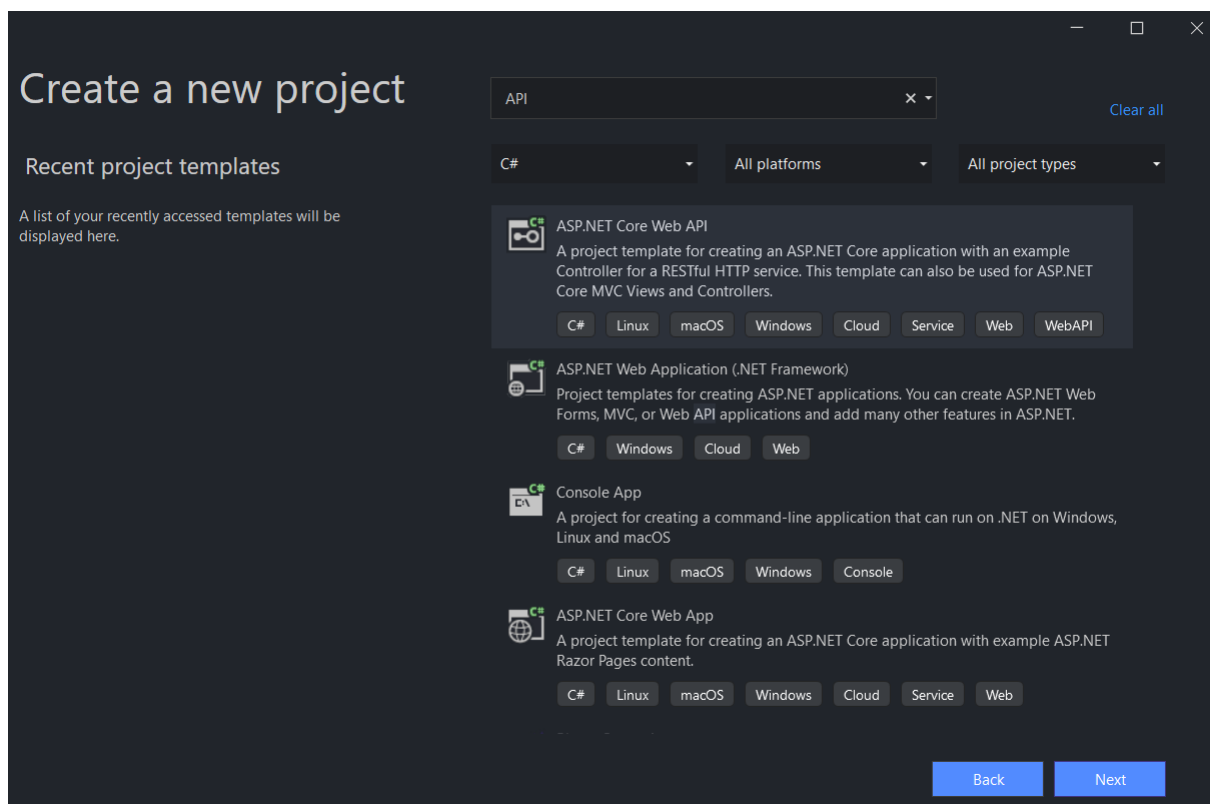 Create a new project
Recent project templates
A list of your recently accessed templates will be
displayed here.
API
Clear all
C#
All platforms
All project types
C#
ASP.NET Core Web API
A project template for creating an ASP.NET Core application with an example
Controller for a RESTful HTTP service. This template can also be used for ASP.NET
Core MVC Views and Controllers.
C# Linux macOS Windows Cloud Service Web WebAPI
C#
ASP.NET Web Application (.NET Framework)
Project templates for creating ASP.NET applications. You can create ASP.NET Web
Forms, MVC, or Web API applications and add many other features in ASP.NET.
C# Windows Cloud Web
C#
C:\
Console App
A project for creating a command-line application that can run on .NET on Windows,
Linux and macOS
C# Linux macOS Windows Console
C#
ASP.NET Core Web App
A project template for creating an ASP.NET Core application with example ASP.NET
Razor Pages content.
C# Linux macOS Windows Cloud Service Web
Back
Next